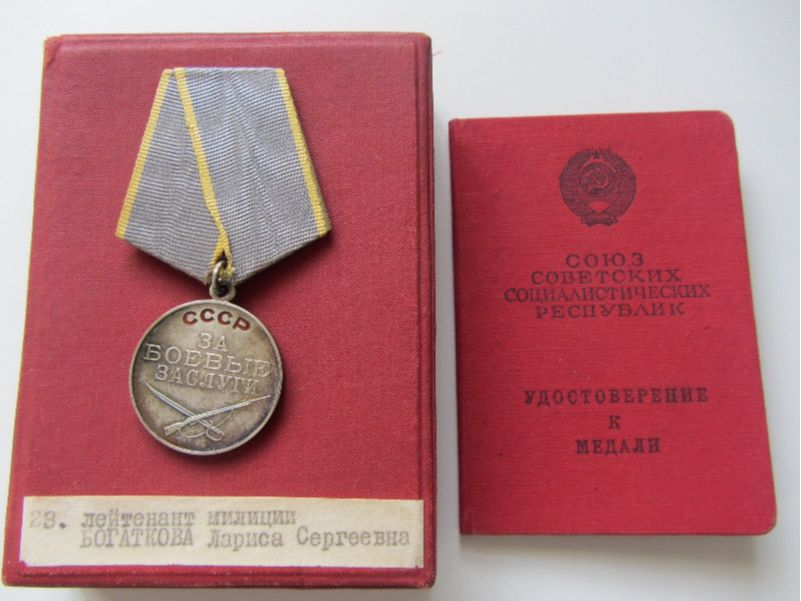 СССР
ЗА
БОЕВЫЕ
ЗАСЛУГИ
23. лейтенант милиции
БОГАТКОВА Лариса Сергеевна
СОЮЗ
СОВЕТСКИХ
СОЦИАЛИСТИЧЕСКИХ
РЕСПУБЛИК
УДОСТОВЕРЕНИЕ
К
МЕДАЛИ